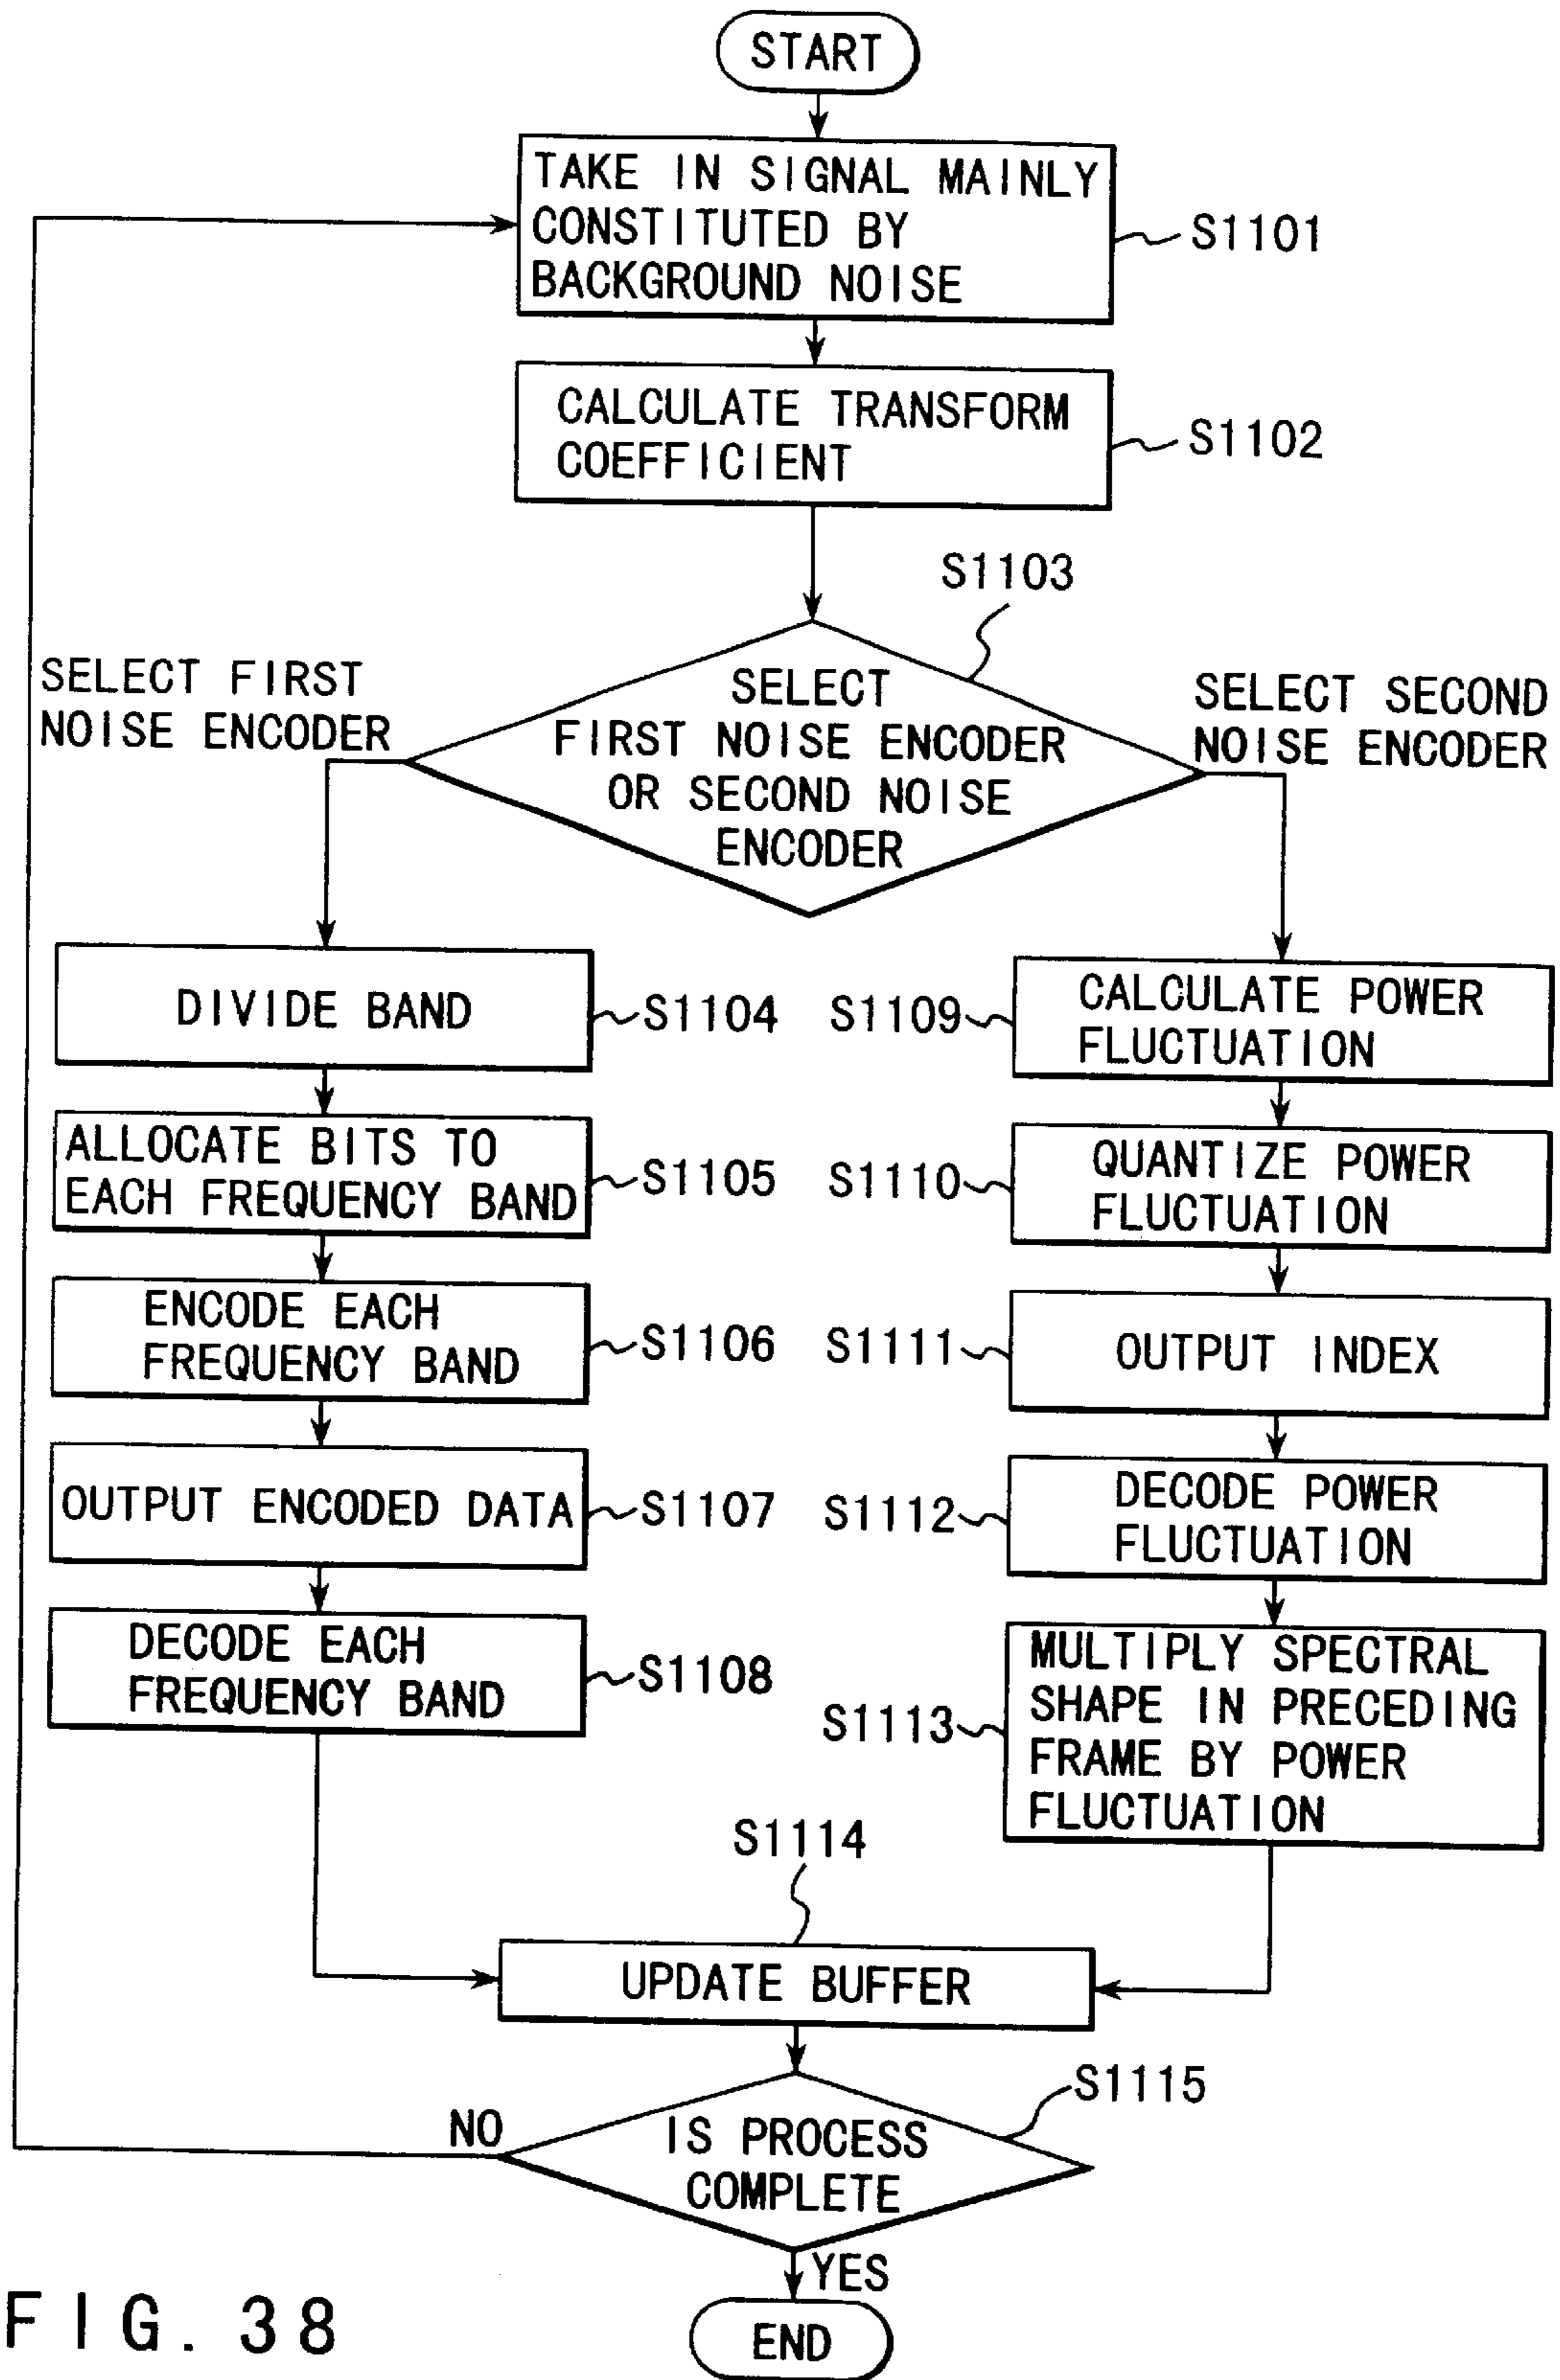 START
TAKE IN SIGNAL MAINLY
CONSTITUTED BY
BACKGROUND NOISE
S1101
CALCULATE TRANSFORM
COEFFICIENT
S1102
S1103
SELECT FIRST
NOISE ENCODER
SELECT
FIRST NOISE ENCODER
OR SECOND NOISE
ENCODER
SELECT SECOND
NOISE ENCODER
DIVIDE BAND
S1104
ALLOCATE BITS TO
EACH FREQUENCY BAND
S1105
ENCODE EACH
FREQUENCY BAND
S1106
OUTPUT ENCODED DATA
S1107
DECODE EACH
FREQUENCY BAND
S1108
S1109
CALCULATE POWER
FLUCTUATION
S1110
QUANTIZE POWER
FLUCTUATION
S1111
OUTPUT INDEX
S1112
DECODE POWER
FLUCTUATION
S1113
MULTIPLY SPECTRAL
SHAPE IN PRECEDING
FRAME BY POWER
FLUCTUATION
S1114
UPDATE BUFFER
S1115
NO
IS PROCESS
COMPLETE
YES
END
FIG. 38